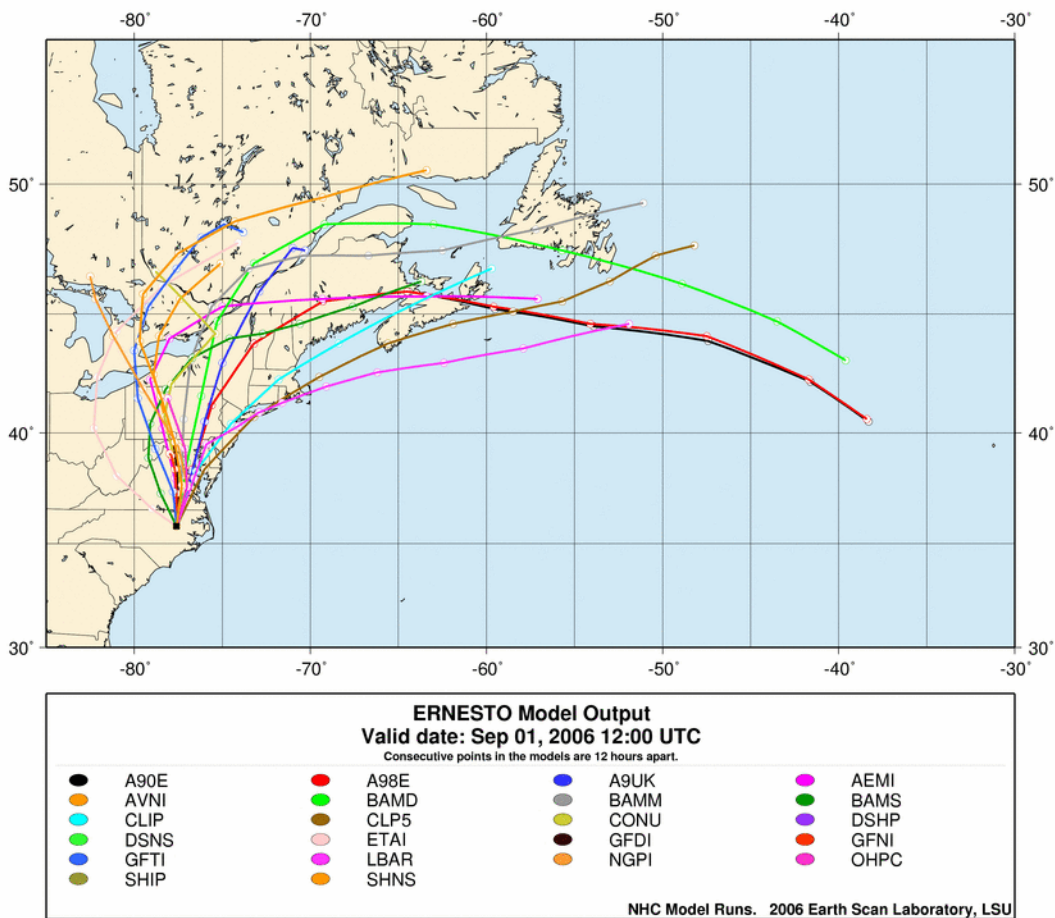 -80° -70° -60° -50° -40°
50° 50°
40° 40°
30° 30°
-80° -70° -60° -50° -40° -30°
ERNESTO Model Output
Valid date: Sep 01, 2006 12:00 UTC
Consecutive points in the models are 12 hours apart.
A90E A98E A9UK AEMI
AVNI BAMD BAMM BAMS
CLIP CLP5 CONU DSHP
DSNS ETAI GFDI GFNI
GFTI LBAR NGPI OHPC
SHIP SHNS
NHC Model Runs. 2006 Earth Scan Laboratory, LSU